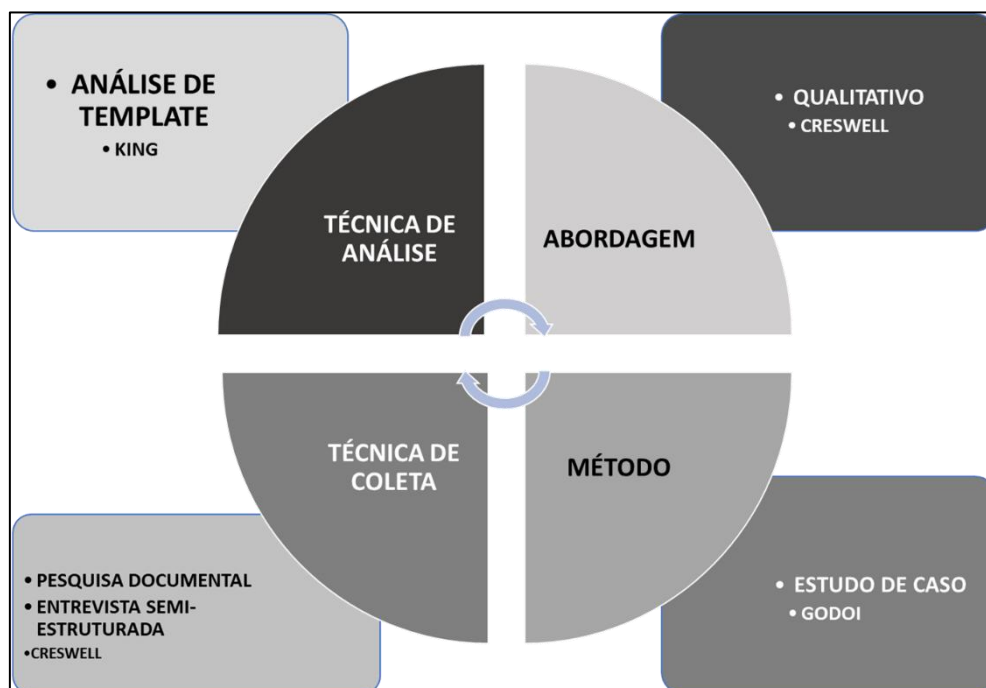 • ANÁLISE DE
TEMPLATE
• KING
• QUALITATIVO
• CRESWELL
TÉCNICA DE
ANÁLISE
ABORDAGEM
TÉCNICA DE
COLETA
MÉTODO
• PESQUISA DOCUMENTAL
• ENTREVISTA SEMI-
ESTRUTURADA
•CRESWELL
• ESTUDO DE CASO
• GODOI